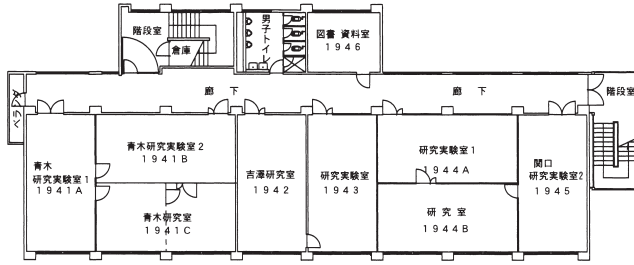 階段室
倉庫
男子トイレ
図書 資料室
1946
ベランダ
廊 下
廊 下
階段室
青木
研究実験室1
1941A
青木研究実験室2
1941B
青木研究室
1941C
吉澤研究室
1942
研究実験室
1943
研究実験室1
1944A
研 究 室
1944B
関口
研究実験室2
1945